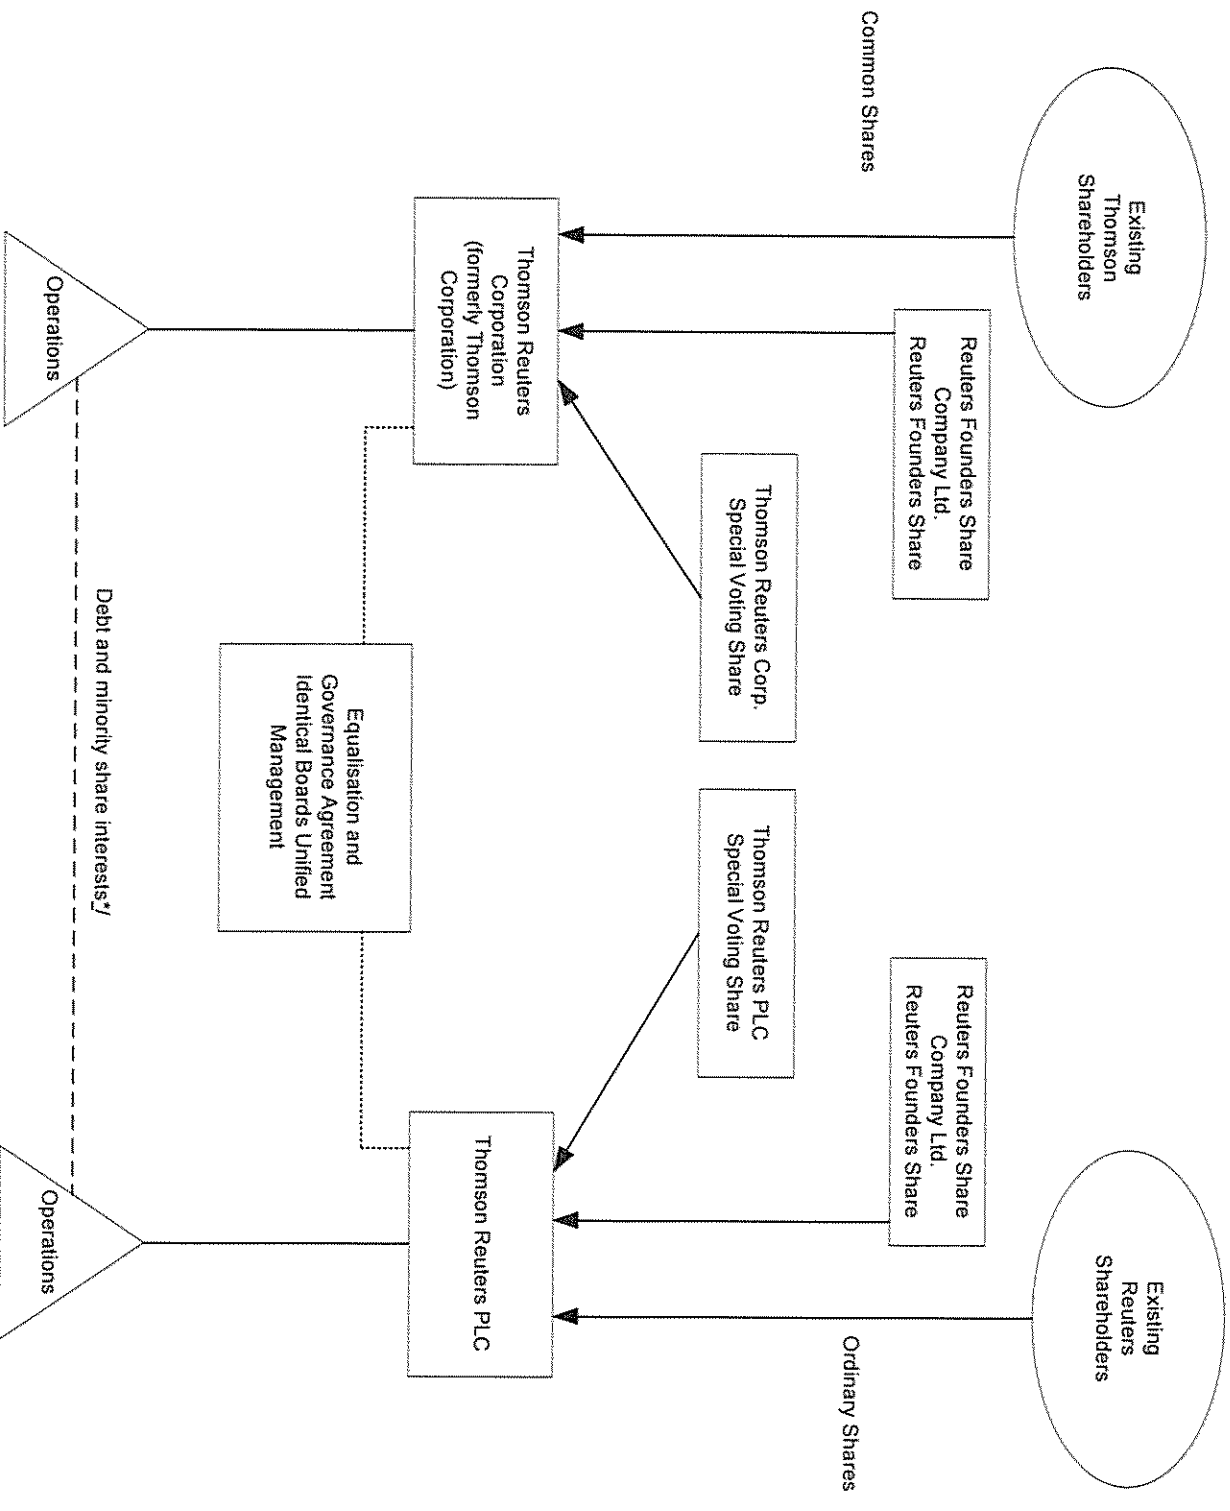 Existing
Thomson
Shareholders
Existing
Reuters
Shareholders
Reuters Founders Share
Company Ltd.
Reuters Founders Share
Reuters Founders Share
Company Ltd.
Reuters Founders Share
Common Shares
Ordinary Shares
Thomson Reuters Corp.
Special Voting Share
Thomson Reuters PLC
Special Voting Share
Thomson Reuters
Corporation
(formerly Thomson
Corporation)
Thomson Reuters PLC
Equalisation and
Governance Agreement
Identical Boards Unified
Management
Debt and minority share interests*/
Operations
Operations